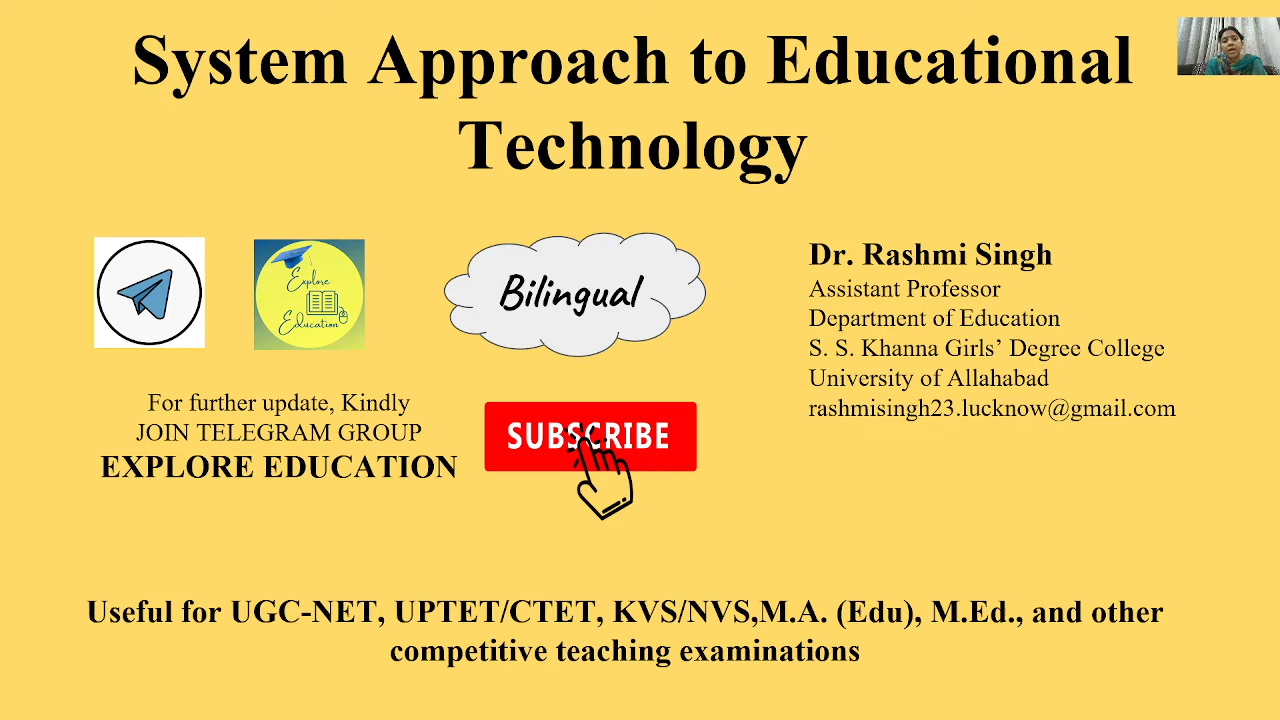 System Approach to Educational
Technology
Explore
Education
Bilingual
Dr. Rashmi Singh
Assistant Professor
Department of Education
S. S. Khanna Girls’ Degree College
University of Allahabad
rashmisingh23.lucknow@gmail.com
For further update, Kindly
JOIN TELEGRAM GROUP
EXPLORE EDUCATION
SUBSCRIBE
Useful for UGC-NET, UPTET/CTET, KVS/NVS,M.A. (Edu), M.Ed., and other
competitive teaching examinations